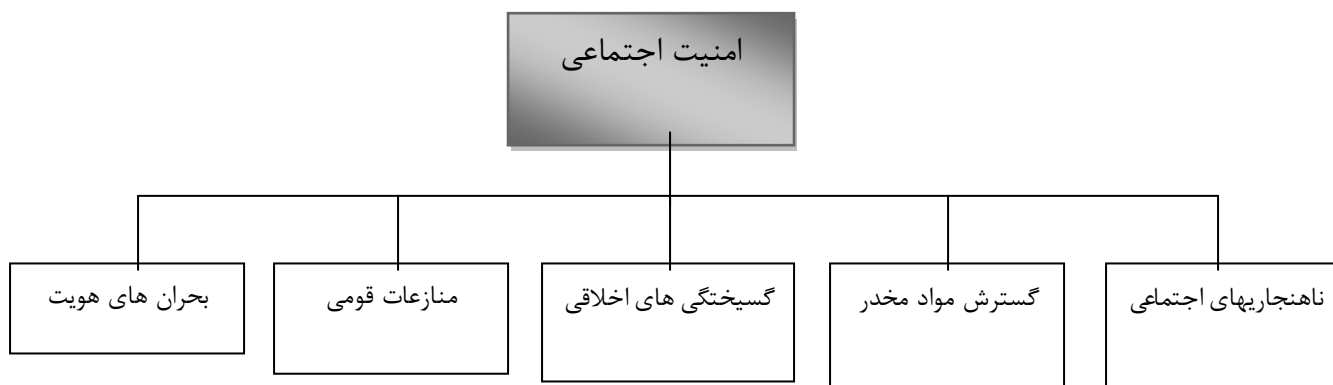 امنیت اجتماعی
ناهنجاریهای اجتماعی
گسترش مواد مخدر
گسیختگی های اخلاقی
منازعات قومی
بحران های هویت